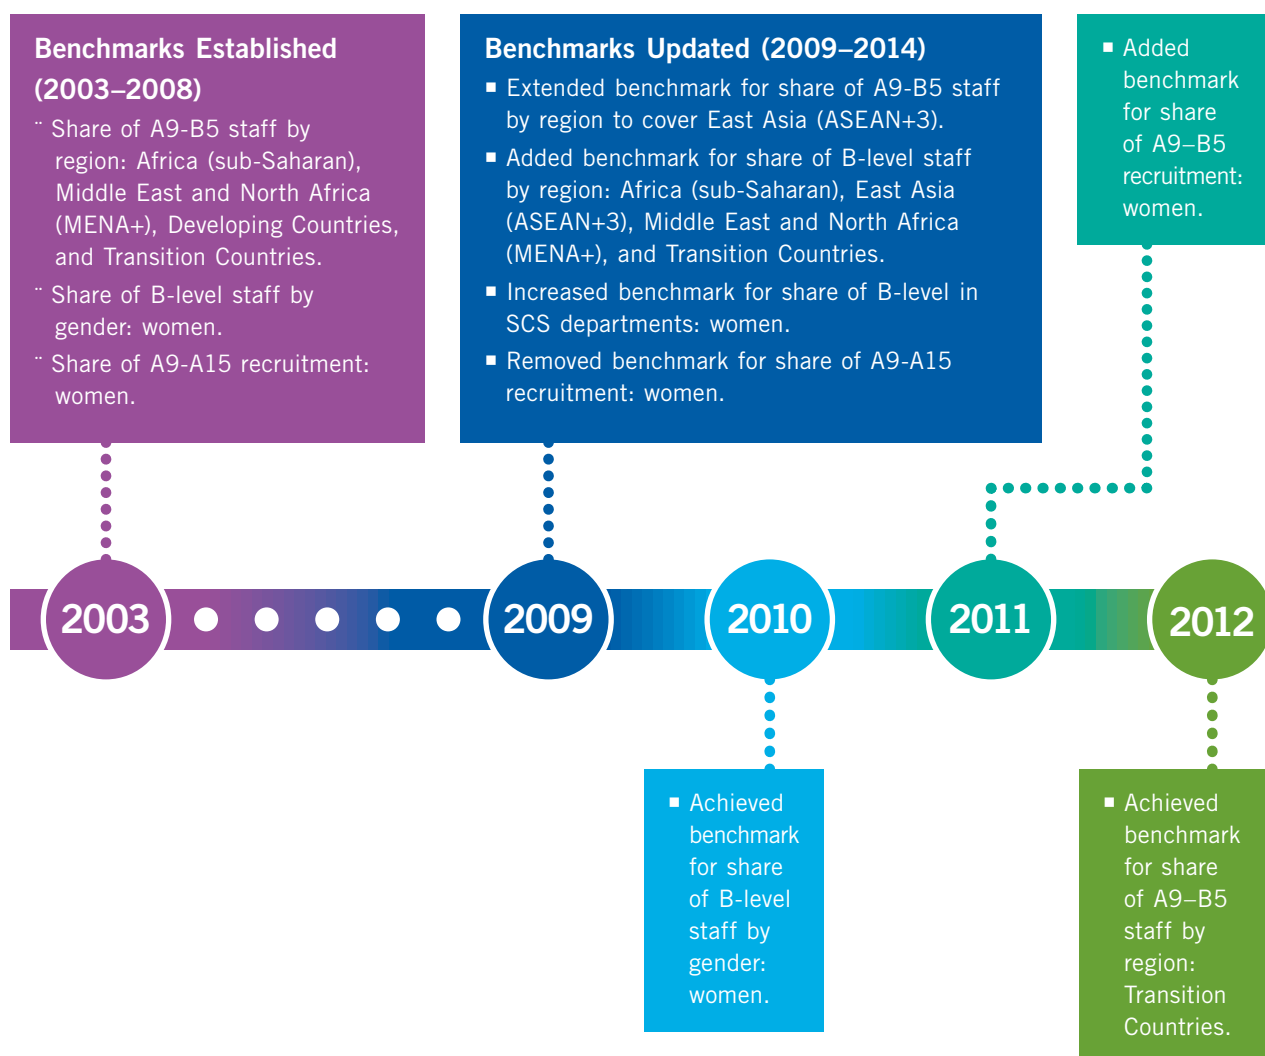 Benchmarks Established
(2003–2008)
¨ Share of A9-B5 staff by
region: Africa (sub-Saharan),
Middle East and North Africa
(MENA+), Developing Countries,
and Transition Countries.
¨ Share of B-level staff by
gender: women.
¨ Share of A9-A15 recruitment:
women.
Benchmarks Updated (2009–2014)
■ Extended benchmark for share of A9-B5 staff
by region to cover East Asia (ASEAN+3).
■ Added benchmark for share of B-level staff
by region: Africa (sub-Saharan), East Asia
(ASEAN+3), Middle East and North Africa
(MENA+), and Transition Countries.
■ Increased benchmark for share of B-level in
SCS departments: women.
■ Removed benchmark for share of A9-A15
recruitment: women.
■ Added
benchmark
for share
of A9–B5
recruitment:
women.
2003
2009
2010
2011
2012
■ Achieved
benchmark
for share
of B-level
staff by
gender:
women.
■ Achieved
benchmark
for share
of A9–B5
staff by
region:
Transition
Countries.